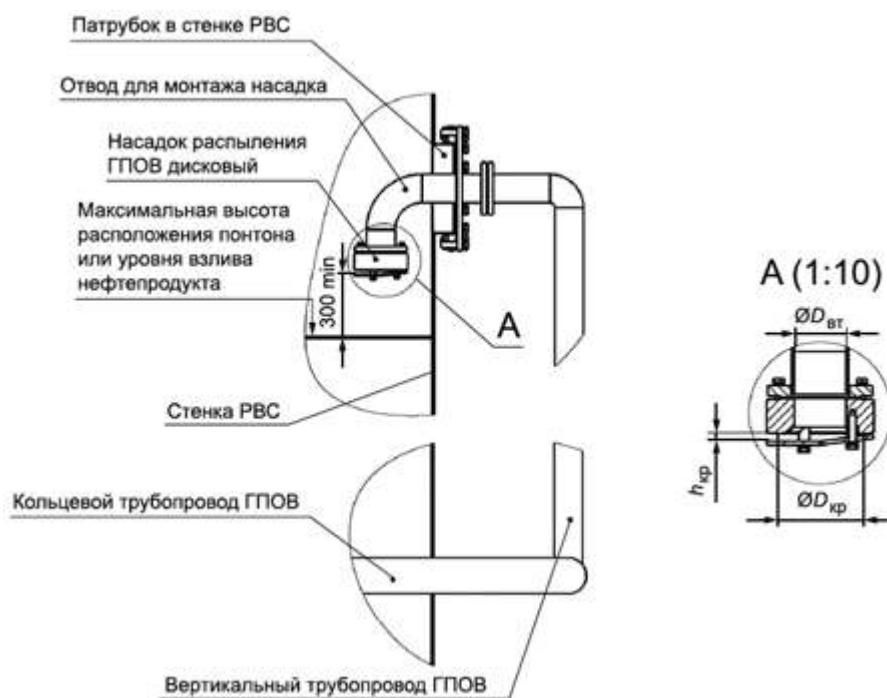 Патрубок в стенке РВС
Отвод для монтажа насадка
Насадок распыления
ГПОВ дисковый
Максимальная высота
расположения понтона
или уровня взлива
нефтепродукта
300 min
А
Стенка РВС
Кольцевой трубопровод ГПОВ
Вертикальный трубопровод ГПОВ
А (1:10)
ØDвт
hкр
ØDкр